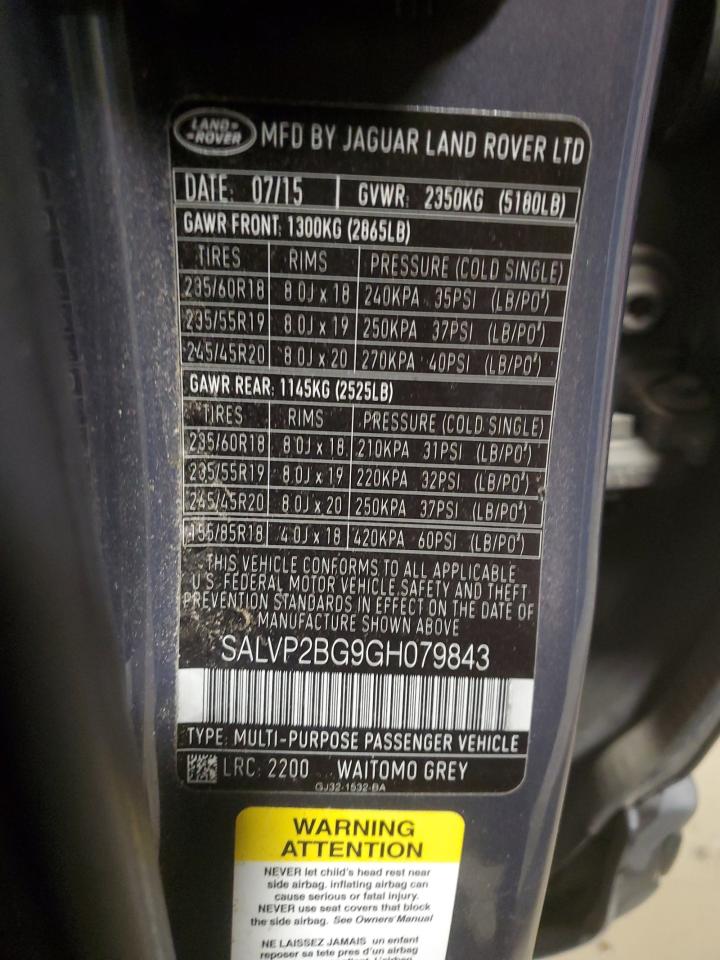 LAND ROVER MFD BY JAGUAR LAND ROVER LTD
DATE: 07/15 GVWR: 2350KG (5180LB)
GAWR FRONT: 1300KG (2865LB)
TIRES RIMS PRESSURE (COLD SINGLE)
235/60R18 8.0J x 18 240KPA 35PSI (LB/PO²)
235/55R19 8.0J x 19 250KPA 37PSI (LB/PO²)
245/45R20 8.0J x 20 270KPA 40PSI (LB/PO²)
GAWR REAR: 1145KG (2525LB)
TIRES RIMS PRESSURE (COLD SINGLE)
235/60R18 8.0J x 18 210KPA 31PSI (LB/PO²)
235/55R19 8.0J x 19 220KPA 32PSI (LB/PO²)
245/45R20 8.0J x 20 250KPA 37PSI (LB/PO²)
155/85R18 4.0J x 18 420KPA 60PSI (LB/PO²)
THIS VEHICLE CONFORMS TO ALL APPLICABLE
U.S. FEDERAL MOTOR VEHICLE SAFETY AND THEFT
PREVENTION STANDARDS IN EFFECT ON THE DATE OF
MANUFACTURE SHOWN ABOVE
SALVP2BG9GH079843
TYPE: MULTI-PURPOSE PASSENGER VEHICLE
LRC: 2200 WAITOMO GREY
GJ32-1532-BA
WARNING
ATTENTION
NEVER let child's head rest near
side airbag. inflating airbag can
cause serious or fatal injury.
NEVER use seat covers that block
the side airbag. See Owners Manual
NE LAISSEZ JAMAIS un enfant
reposer sa tete pres d'un airbag